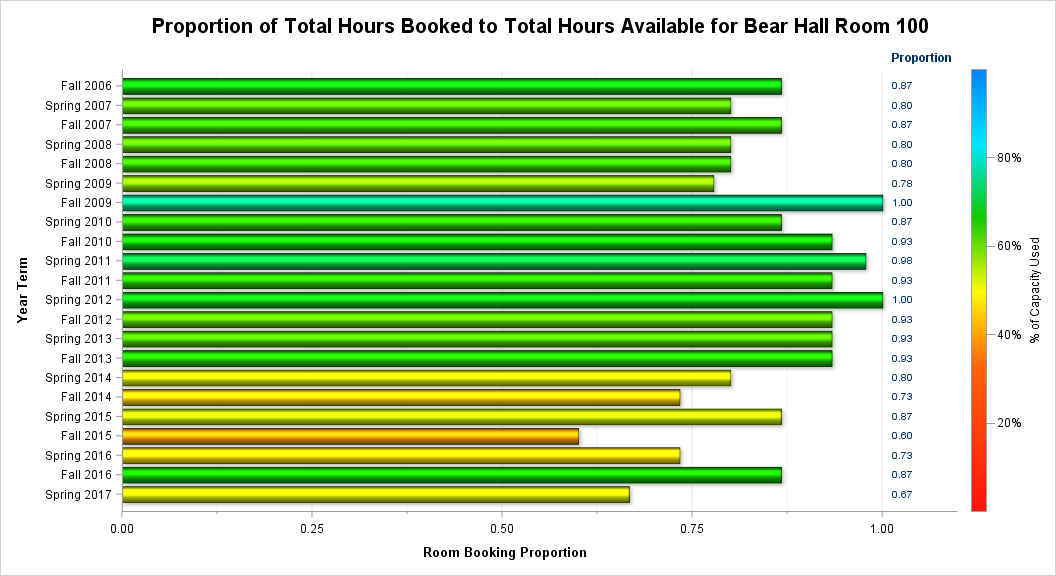 Proportion of Total Hours Booked to Total Hours Available for Bear Hall Room 100
Proportion
Fall 2006 0.87
Spring 2007 0.80
Fall 2007 0.87
Spring 2008 0.80
Fall 2008 0.80
Spring 2009 0.78
Fall 2009 1.00
Spring 2010 0.87
Fall 2010 0.93
Spring 2011 0.98
Fall 2011 0.93
Spring 2012 1.00
Fall 2012 0.93
Spring 2013 0.93
Fall 2013 0.93
Spring 2014 0.80
Fall 2014 0.73
Spring 2015 0.87
Fall 2015 0.60
Spring 2016 0.73
Fall 2016 0.87
Spring 2017 0.67
Year Term
0.00 0.25 0.50 0.75 1.00
Room Booking Proportion
80%
60%
40%
20%
% of Capacity Used